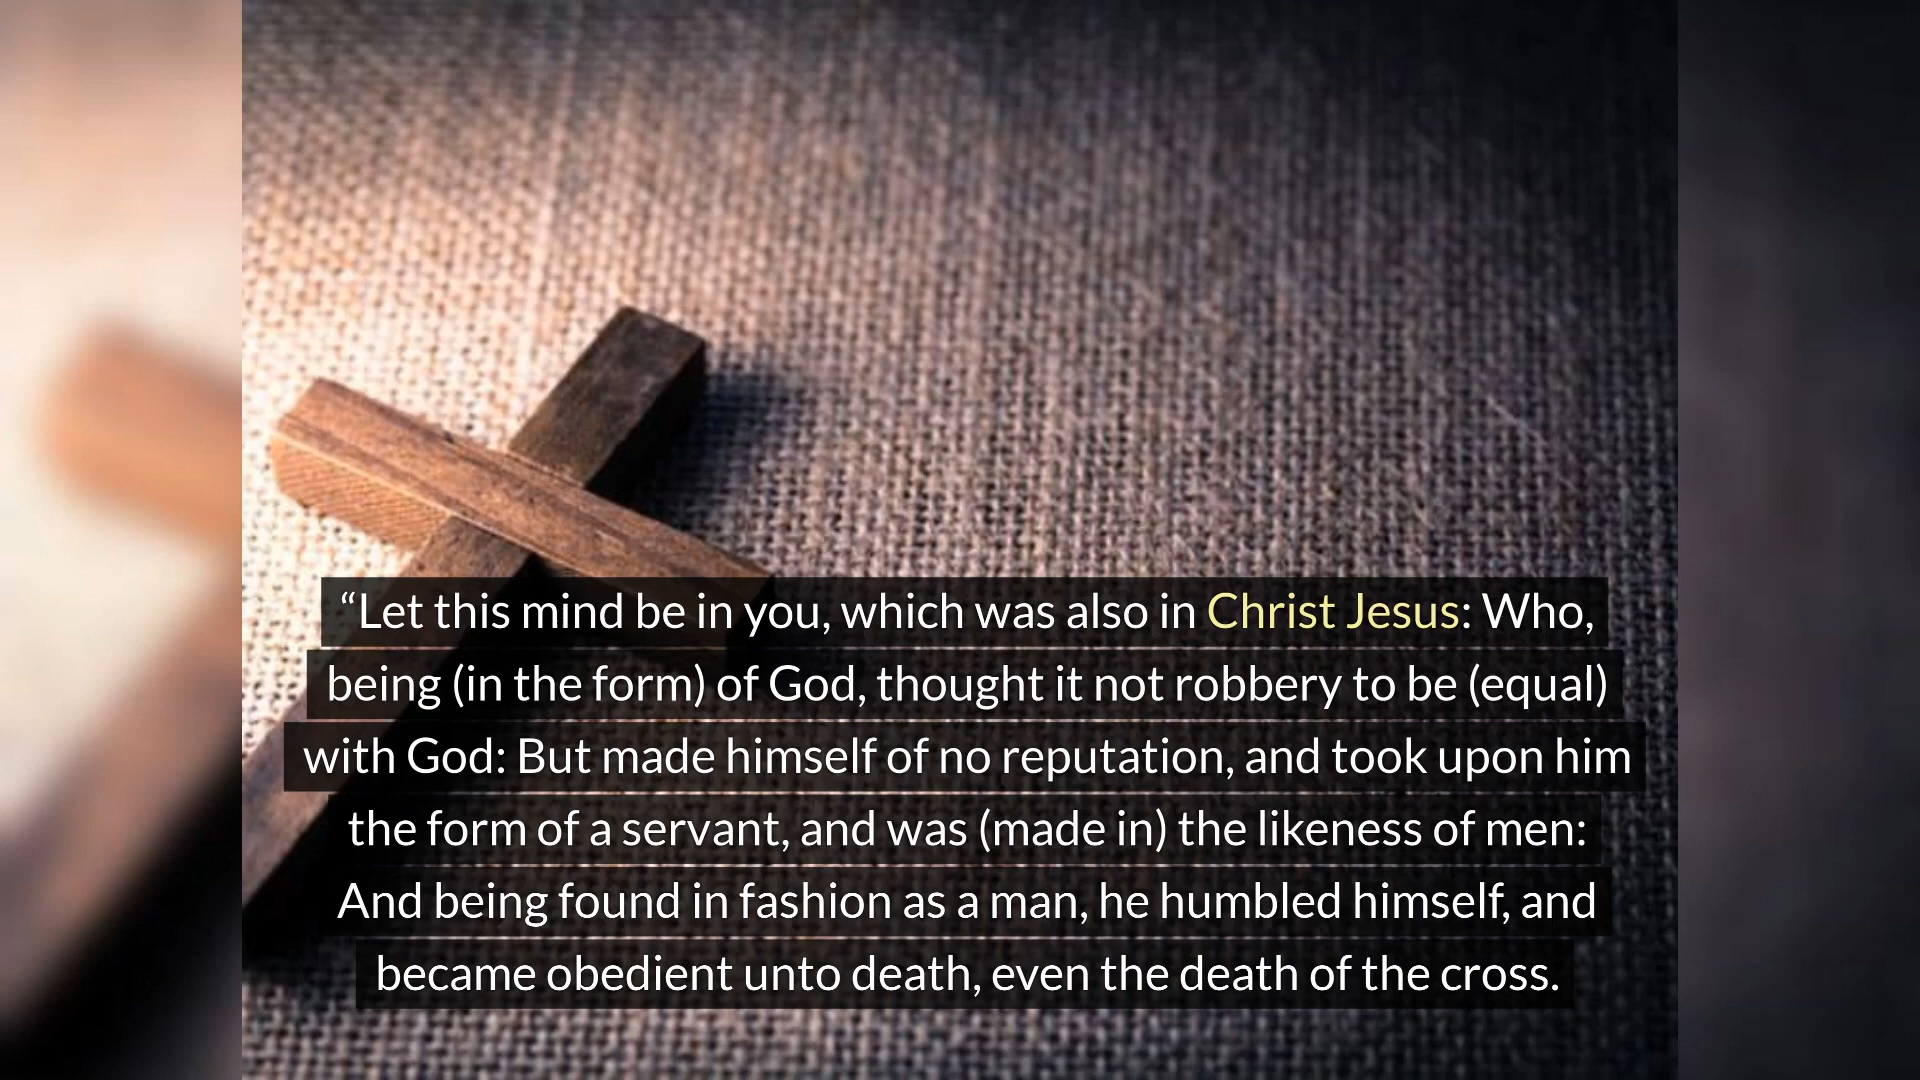 “Let this mind be in you, which was also in Christ Jesus: Who,
being (in the form) of God, thought it not robbery to be (equal)
with God: But made himself of no reputation, and took upon him
the form of a servant, and was (made in) the likeness of men:
And being found in fashion as a man, he humbled himself, and
became obedient unto death, even the death of the cross.